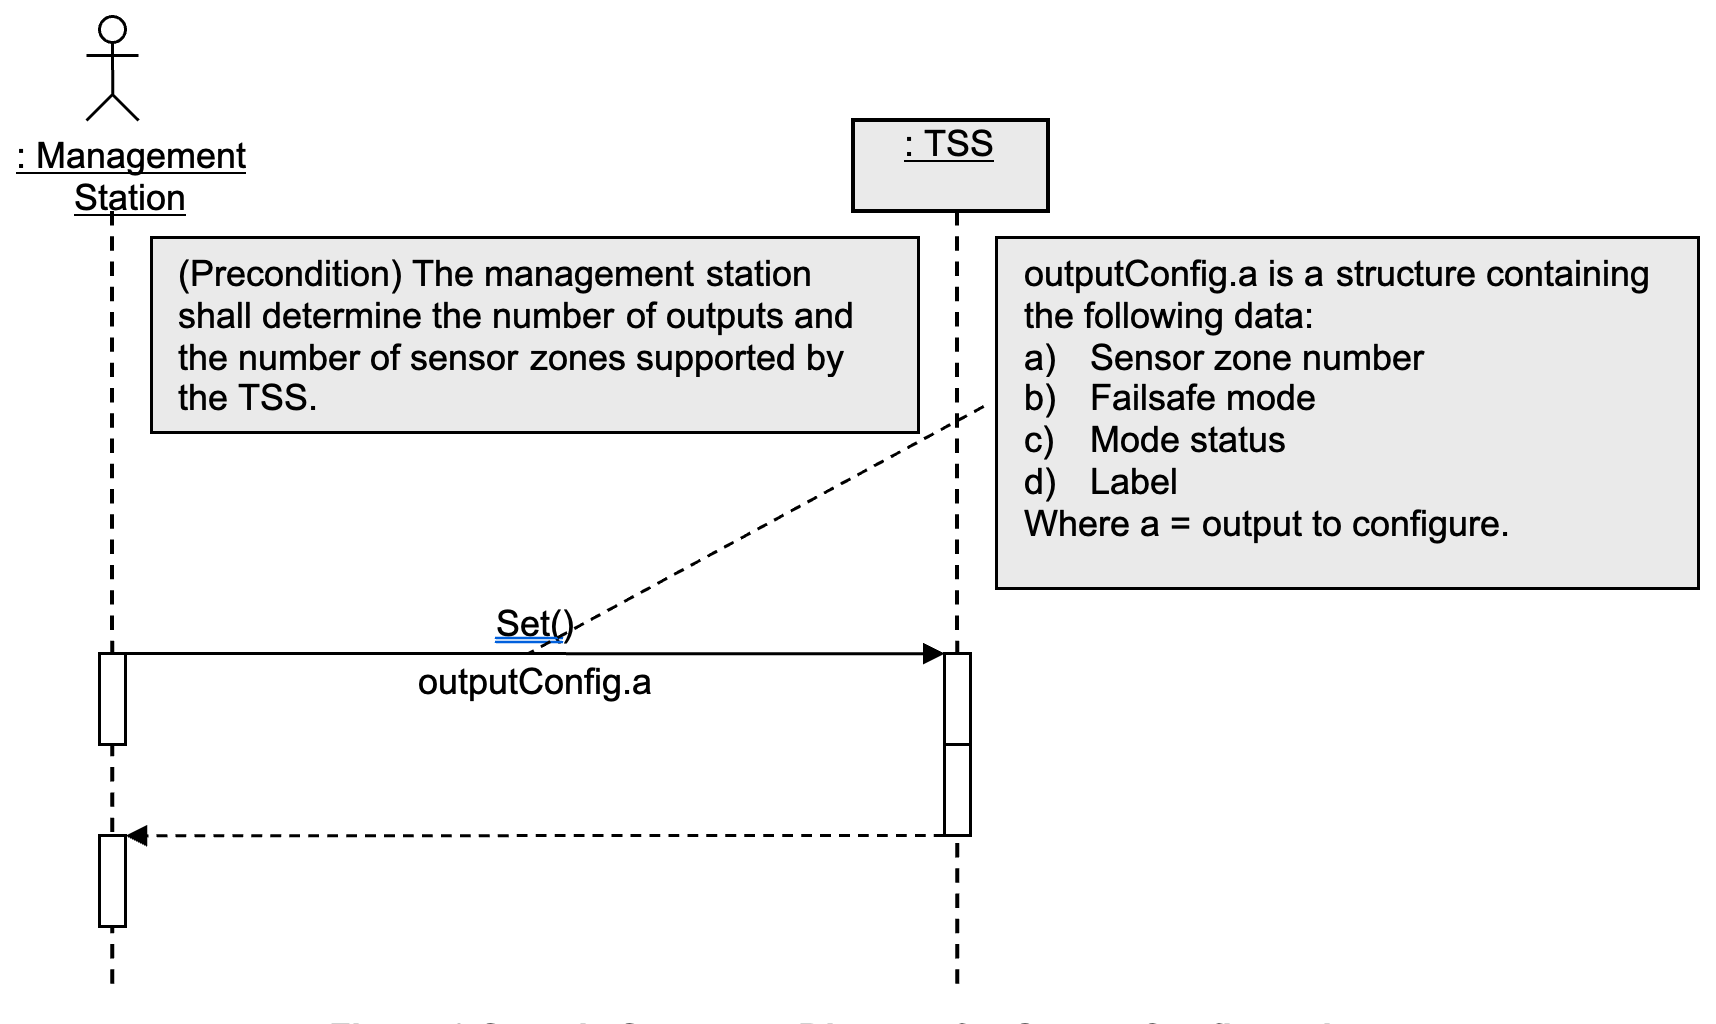 : Management
Station
: TSS
(Precondition) The management station
shall determine the number of outputs and
the number of sensor zones supported by
the TSS.
outputConfig.a is a structure containing
the following data:
a) Sensor zone number
b) Failsafe mode
c) Mode status
d) Label
Where a = output to configure.
Set()
outputConfig.a